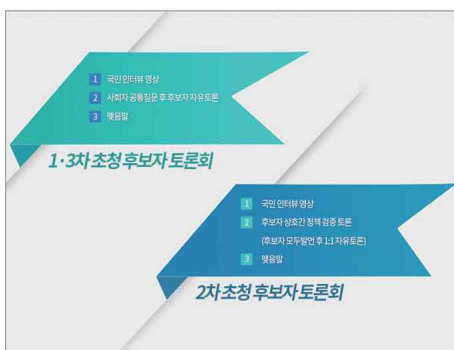 1 국민 인터뷰 영상
2 사회자 공통질문 후 후보자 자유토론
3 맺음말
1·3차 초청 후보자 토론회
1 국민 인터뷰 영상
2 후보자 상호간 정책 검증 토론
(후보자 모두발언 후 1:1 자유토론)
3 맺음말
2차 초청 후보자 토론회